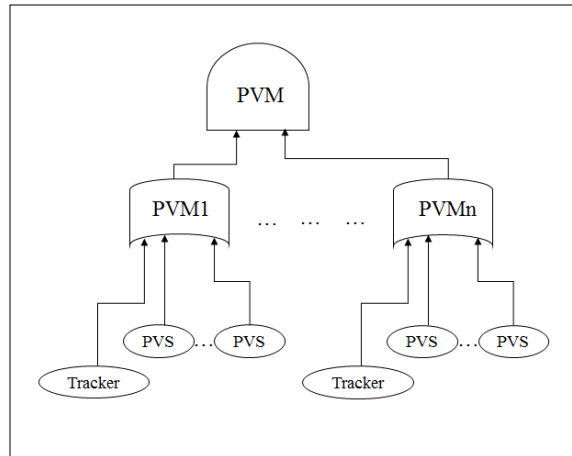 PVM
PVM1 … … … PVMn
PVS … PVS PVS … PVS
Tracker Tracker